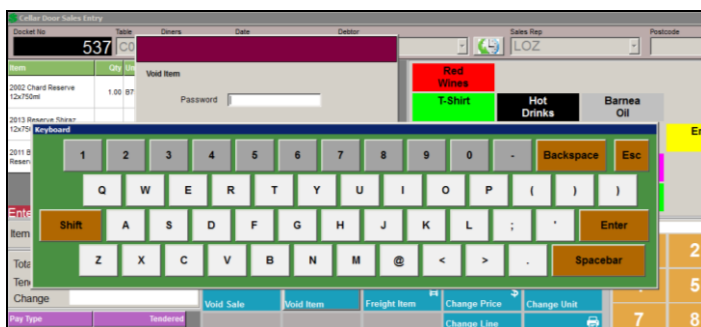 Cellar Door Sales Entry
Docket No Table Diners Date Debtor Sales Rep Postcode
537 C0 LOZ
Item Qty
Void Item
Red Wines
2002 Chard Reserve 12x750ml 1.00
Password
T-Shirt Hot Drinks Barnea Oil
2013 Reserve Shiraz
Keyboard
1 2 3 4 5 6 7 8 9 0 - Backspace Esc
Q W E R T Y U I O P ( ) }
Shift A S D F G H J K L ; ' Enter
Z X C V B N M @ < > . Spacebar
Item
2
5
Change
Void Sale Void Item Freight Item Change Price $ Change Unit
Pay Type Tendered Change Line 7 8